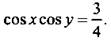 cos x cos y = 3/4.